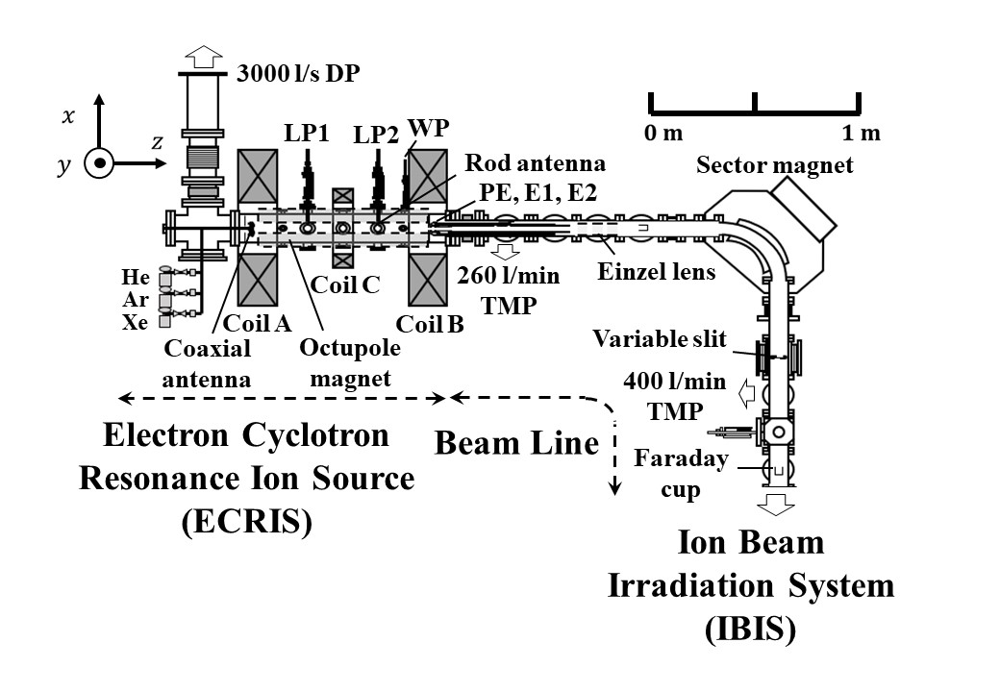 3000 l/s DP
x
y
z
LP1
LP2
WP
Rod antenna
PE, E1, E2
0 m
1 m
Sector magnet
He
Ar
Xe
Coil A
Coaxial
antenna
Coil C
Octupole
magnet
Coil B
260 l/min
TMP
Einzel lens
Variable slit
400 l/min
TMP
Faraday
cup
Electron Cyclotron
Resonance Ion Source
(ECRIS)
Beam Line
Ion Beam
Irradiation System
(IBIS)